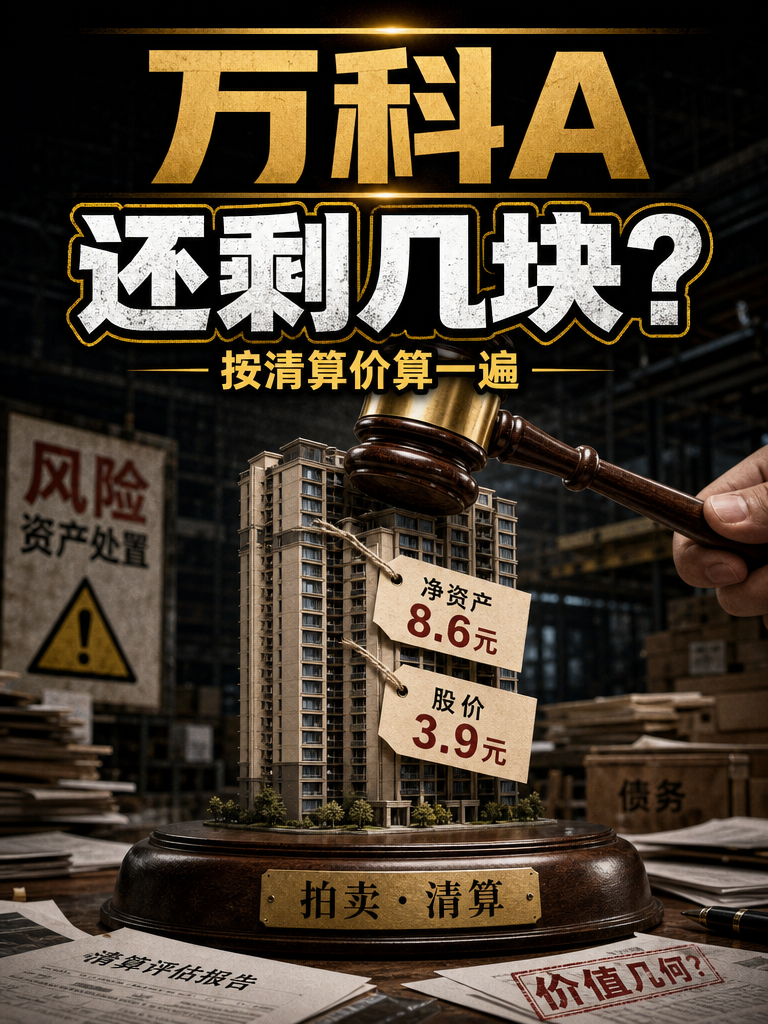 万科A
还剩几块?
按清算价算一遍
风险
资产处置
净资产
8.6元
股价
3.9元
债务
拍卖·清算
清算评估报告
价值几何?